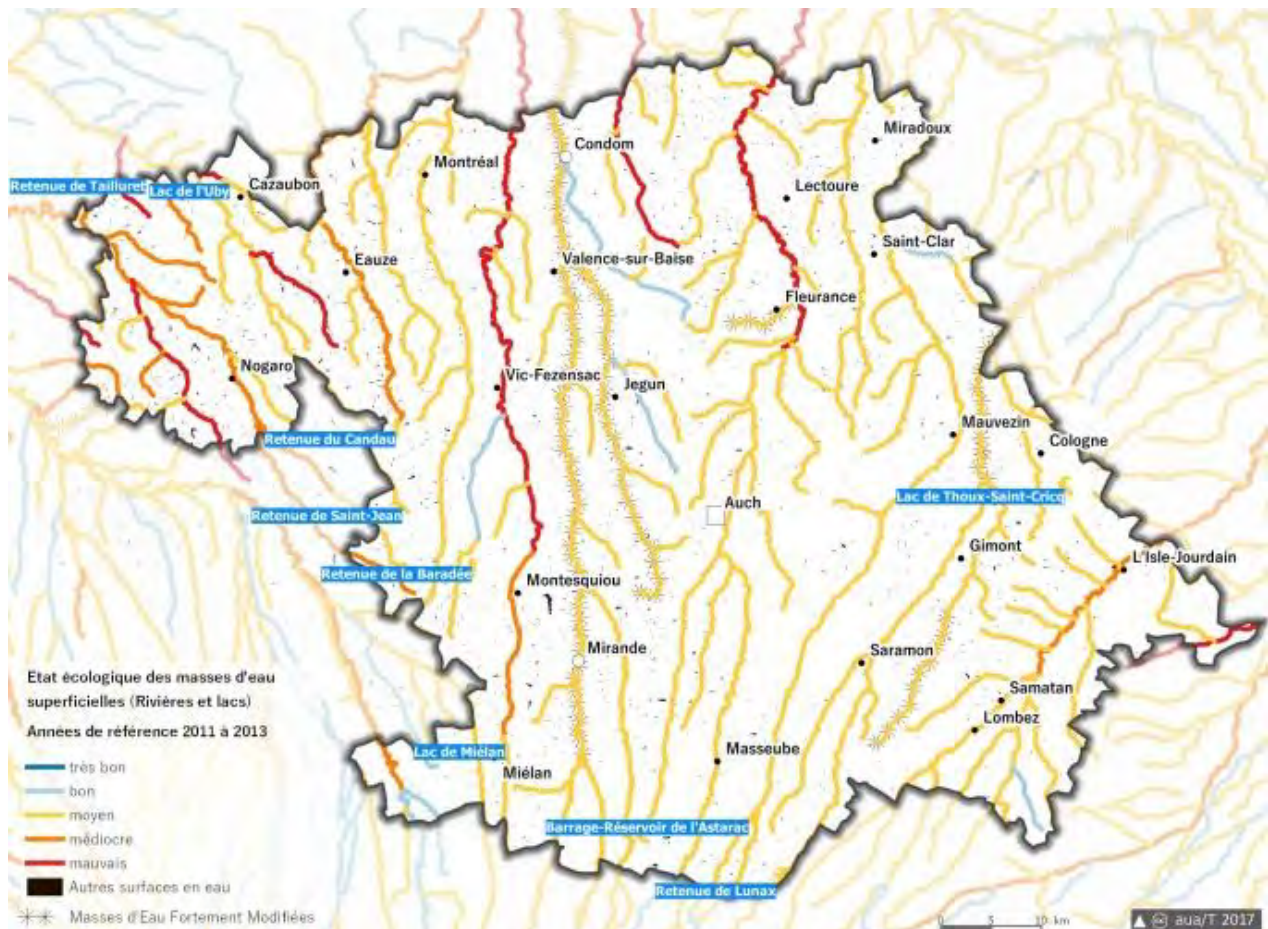 Miradoux
Condom
Montréal
Retenue de Tailluret
Lac de l'Uby
Cazaubon
Lectoure
Saint-Clar
Eauze
Valence-sur-Baïse
Fleurance
Nogaro
Vic-Fezensac
Jegun
Mauvezin
Cologne
Retenue du Candau
Lac de Thoux-Saint-Cricq
Auch
Retenue de Saint-Jean
Gimont
L'Isle-Jourdain
Retenue de la Baradée
Montesquiou
Mirande
Saramon
Samatan
Lombez
Lac de Miélan
Miélan
Masseube
Barrage-Réservoir de l'Astarac
Retenue de Lunax
Etat écologique des masses d'eau
superficielles (Rivières et lacs)
Années de référence 2011 à 2013
très bon
bon
moyen
médiocre
mauvais
Autres surfaces en eau
Masses d'Eau Fortement Modifiées
0 5 10 km
aua/T 2017